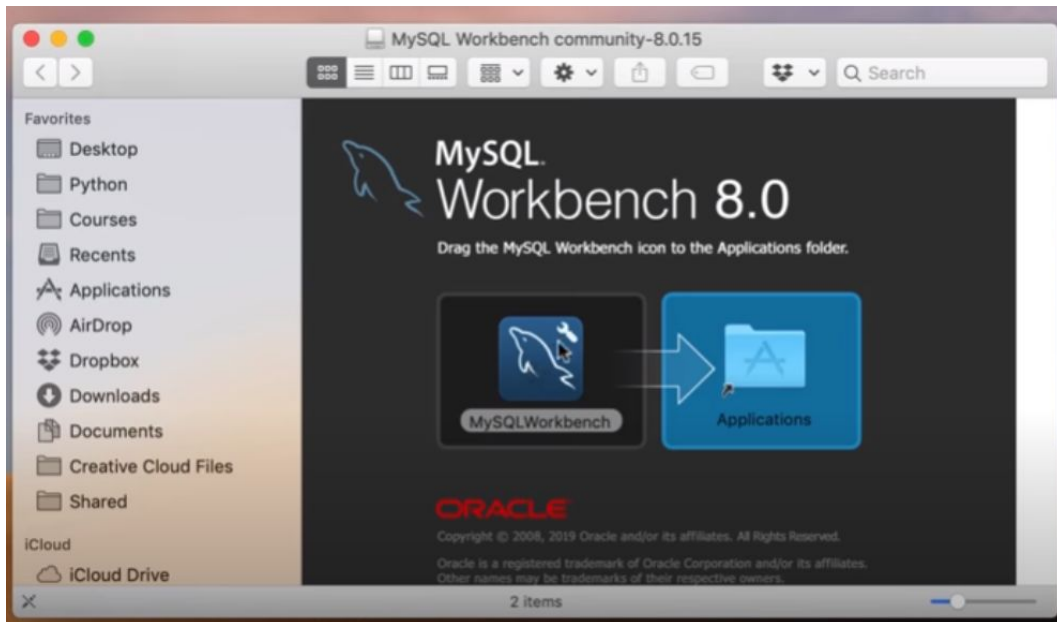 MySQL Workbench community-8.0.15
Search
Favorites
Desktop
Python
Courses
Recents
Applications
AirDrop
Dropbox
Downloads
Documents
Creative Cloud Files
Shared
iCloud
iCloud Drive
MySQL.
Workbench 8.0
Drag the MySQL Workbench icon to the Applications folder.
MySQLWorkbench
Applications
ORACLE
Copyright © 2008, 2019 Oracle and/or its affiliates. All Rights Reserved.
Oracle is a registered trademark of Oracle Corporation and/or its affiliates.
Other names may be trademarks of their respective owners.
2 items